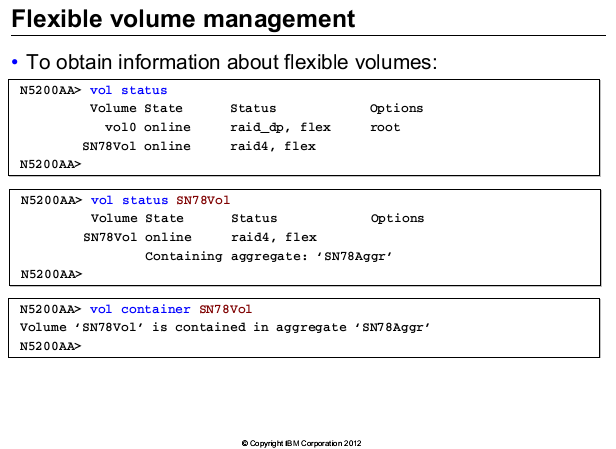 Flexible volume management
• To obtain information about flexible volumes:
N5200AA> vol status
Volume State Status Options
vol0 online raid_dp, flex root
SN78Vol online raid4, flex
N5200AA>
N5200AA> vol status SN78Vol
Volume State Status Options
SN78Vol online raid4, flex
Containing aggregate: ‘SN78Aggr’
N5200AA>
N5200AA> vol container SN78Vol
Volume ‘SN78Vol’ is contained in aggregate ‘SN78Aggr’
N5200AA>
© Copyright IBM Corporation 2012